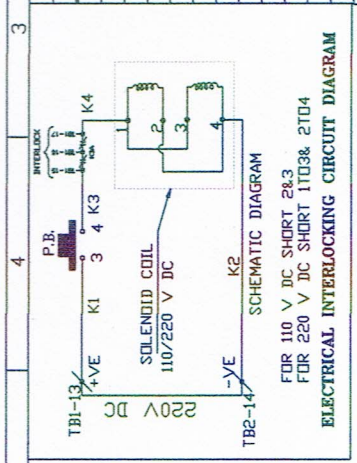 3
4
INTERLOCK
P.B.
K4
K3
K1
3 4
1
2
3
4
TB1-13
+VE
SOLENOID COIL
110/220 V DC
220V DC
K2
-VE
TB2-14
SCHEMATIC DIAGRAM
FOR 110 V DC SHORT 2&3
FOR 220 V DC SHORT 1TO3& 2TO4
ELECTRICAL INTERLOCKING CIRCUIT DIAGRAM